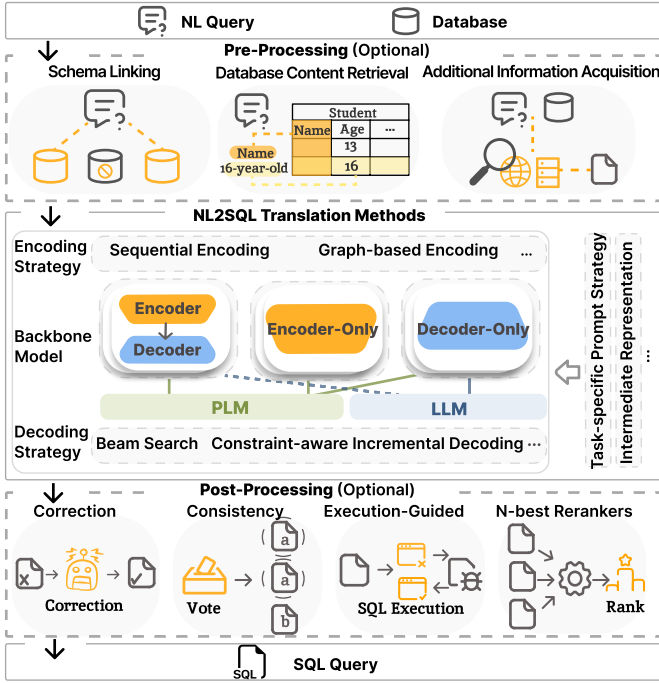 NL Query
Database
Pre-Processing (Optional)
Schema Linking
Database Content Retrieval
Additional Information Acquisition
Student
Name
Age
...
13
16
Name
16-year-old
NL2SQL Translation Methods
Encoding Strategy
Sequential Encoding
Graph-based Encoding
...
Backbone Model
Encoder
Decoder
Encoder-Only
Decoder-Only
PLM
LLM
Decoding Strategy
Beam Search
Constraint-aware Incremental Decoding
...
Task-specific Prompt Strategy
Intermediate Representation
...
Post-Processing (Optional)
Correction
Consistency
Execution-Guided
N-best Rerankers
Correction
Vote
a
a
b
SQL Execution
Rank
SQL
SQL Query